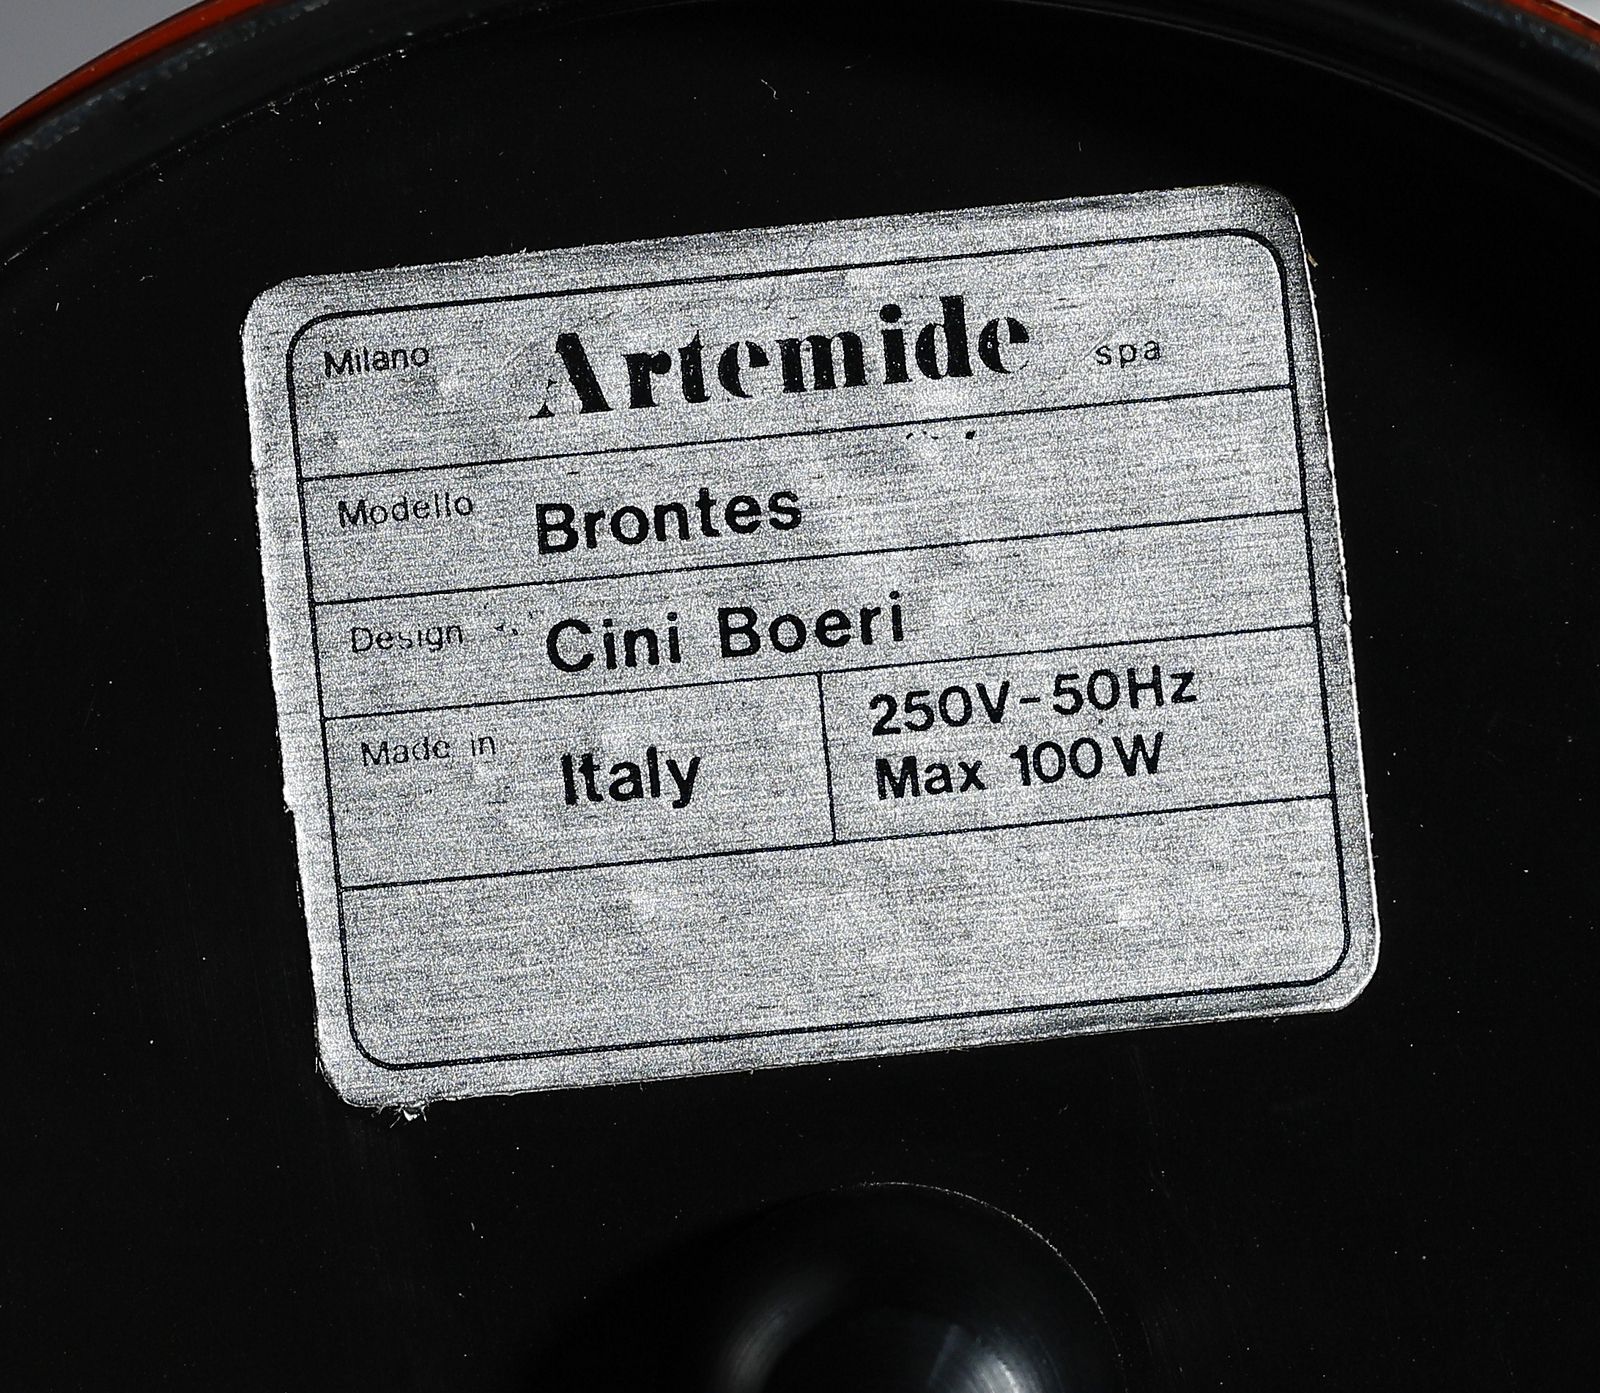 Milano Artemide spa
Modello Brontes
Design Cini Boeri
Made in Italy
250V-50Hz
Max 100W